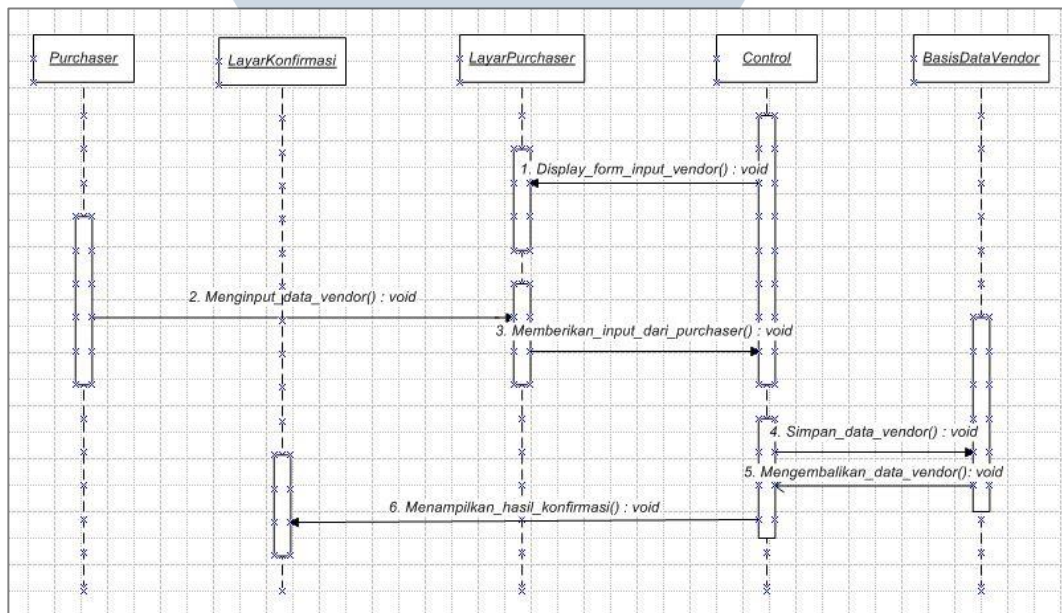 Purchaser
LayarKonfirmasi
LayarPurchaser
Control
BasisDataVendor
1. Display_form_input_vendor() : void
2. Menginput_data_vendor() : void
3. Memberikan_input_dari_purchaser() : void
4. Simpan_data_vendor() : void
5. Mengembalikan_data_vendor(): void
6. Menampilkan_hasil_konfirmasi() : void